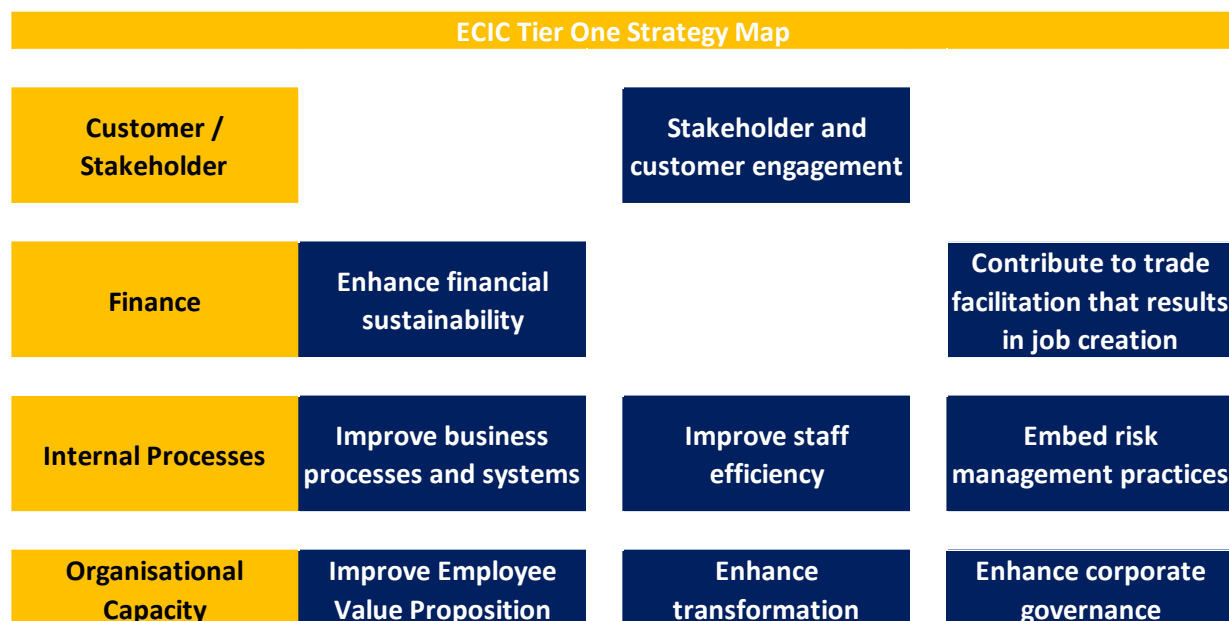 ECIC Tier One Strategy Map
Customer /
Stakeholder
Stakeholder and
customer engagement
Finance
Enhance financial
sustainability
Contribute to trade
facilitation that results
in job creation
Internal Processes
Improve business
processes and systems
Improve staff
efficiency
Embed risk
management practices
Organisational
Capacity
Improve Employee
Value Proposition
Enhance
transformation
Enhance corporate
governance